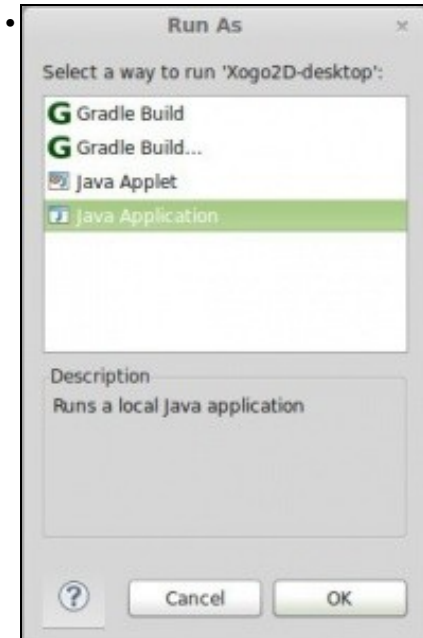 Run As
Select a way to run 'Xogo2D-desktop':
Gradle Build
Gradle Build...
Java Applet
Java Application
Description
Runs a local Java application
Cancel
OK